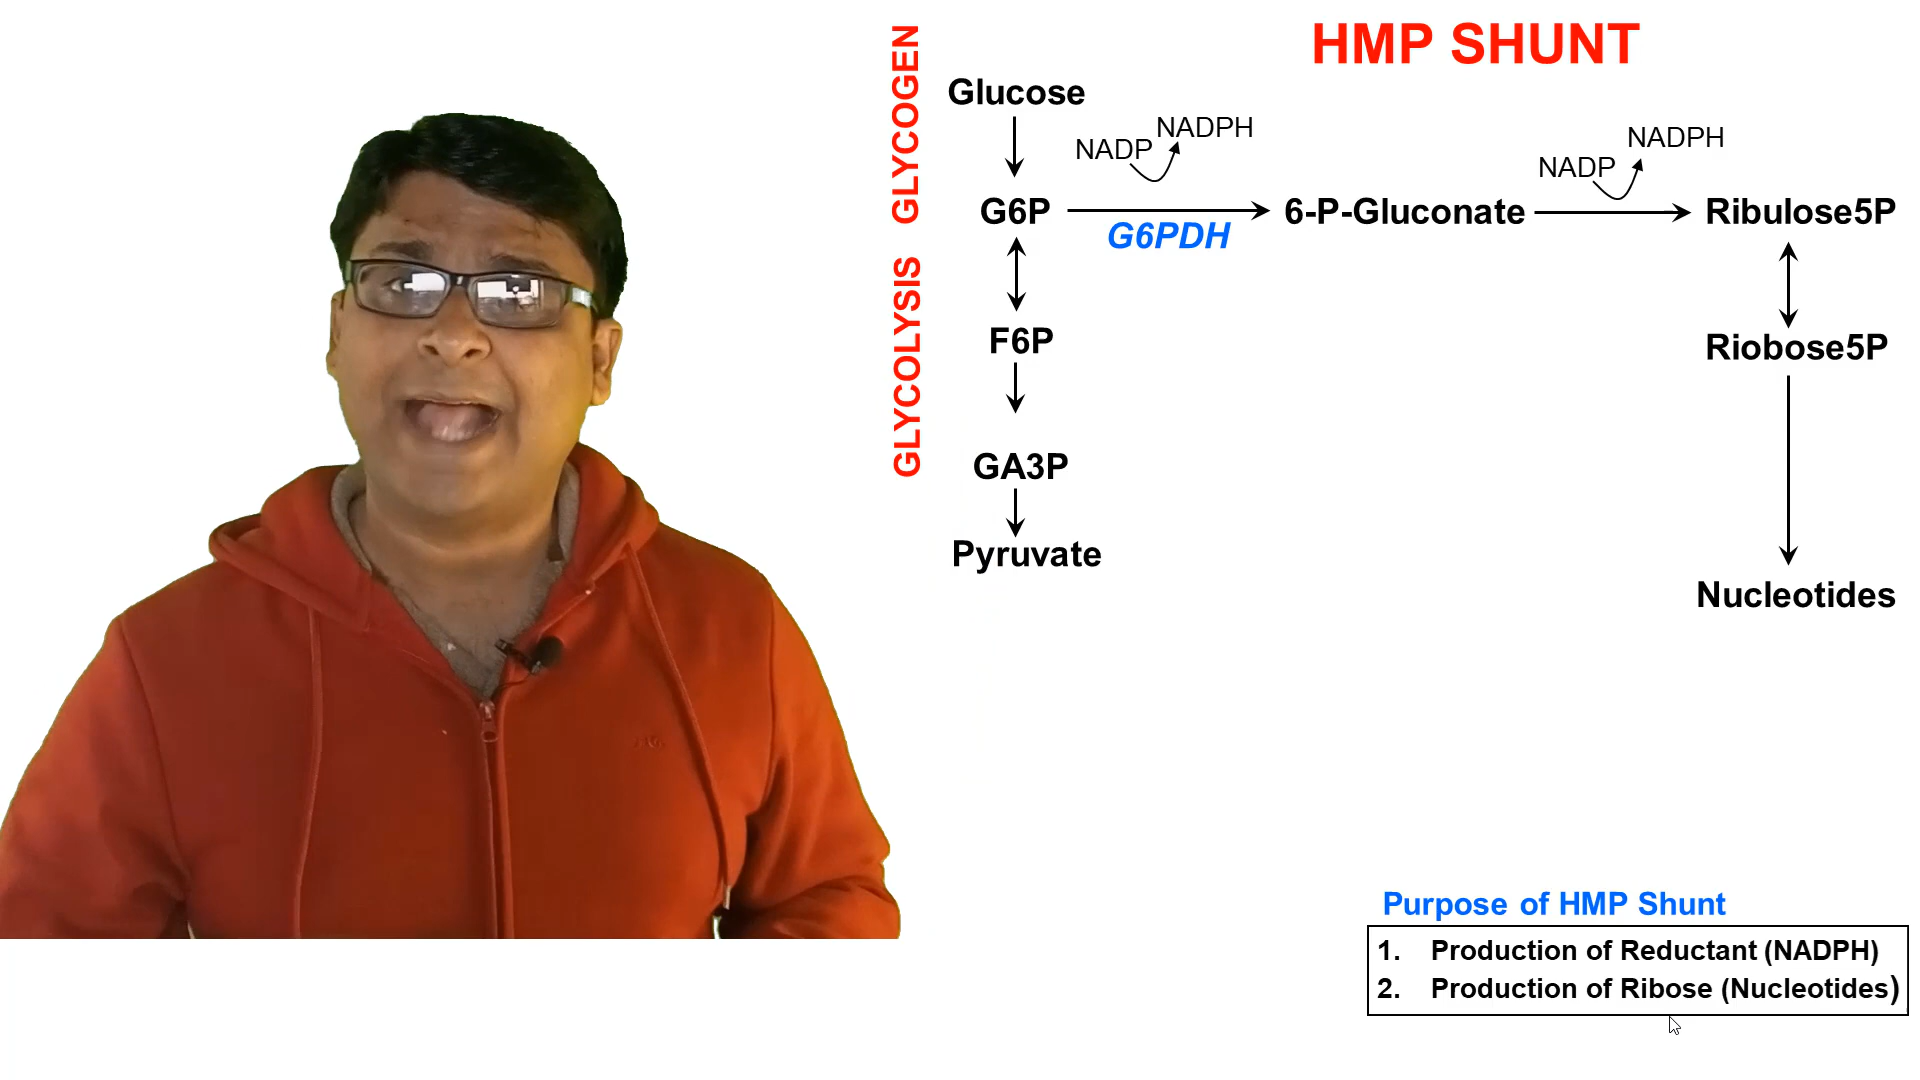 HMP SHUNT
GLYCOLYSIS GLYCOGEN
Glucose
NADP NADPH
NADP NADPH
G6P 6-P-Gluconate Ribulose5P
G6PDH
F6P Riobose5P
GA3P
Pyruvate
Nucleotides
Purpose of HMP Shunt
1. Production of Reductant (NADPH)
2. Production of Ribose (Nucleotides)